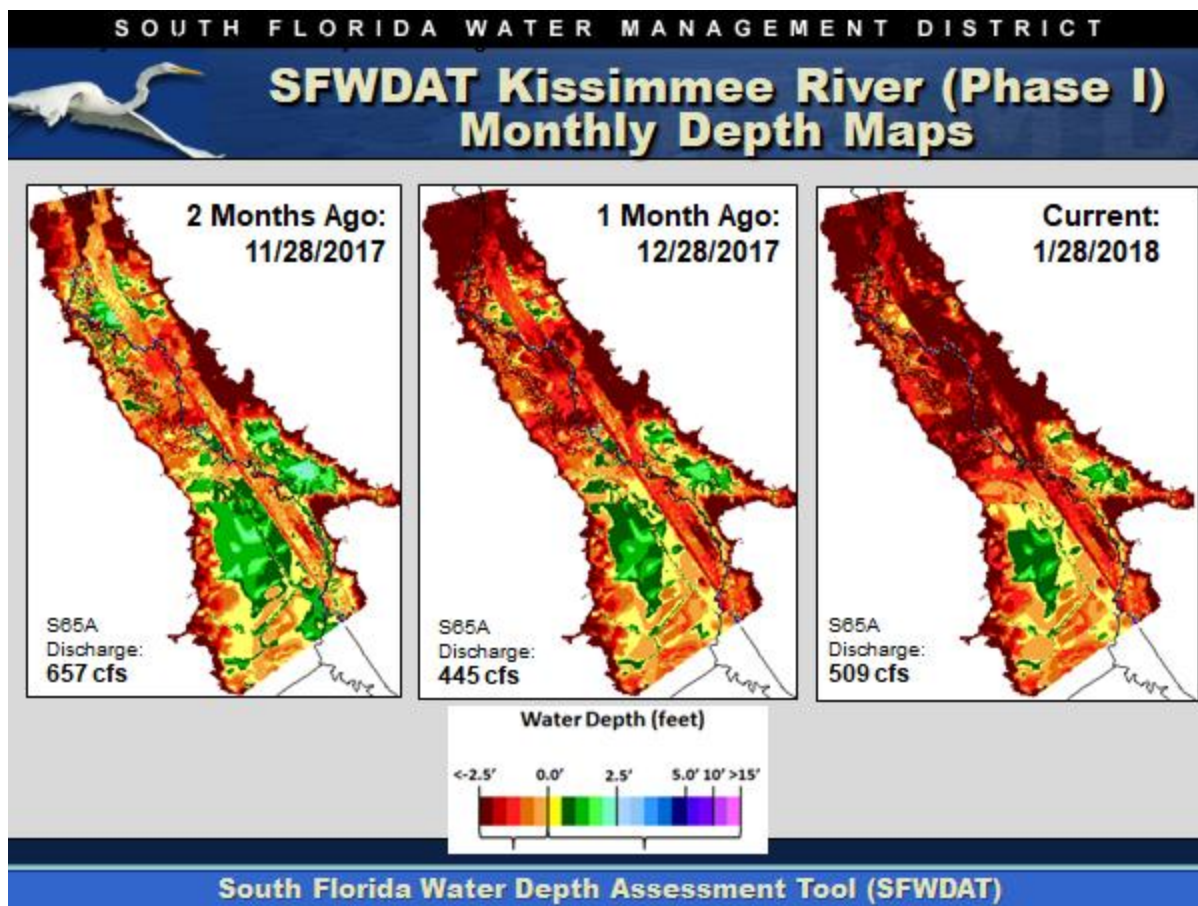 SOUTH FLORIDA WATER MANAGEMENT DISTRICT
SFWDAT Kissimmee River (Phase I)
Monthly Depth Maps
2 Months Ago:
11/28/2017
S65A
Discharge:
657 cfs
1 Month Ago:
12/28/2017
S65A
Discharge:
445 cfs
Current:
1/28/2018
S65A
Discharge:
509 cfs
Water Depth (feet)
<-2.5' 0.0' 2.5' 5.0' 10' >15'
South Florida Water Depth Assessment Tool (SFWDAT)